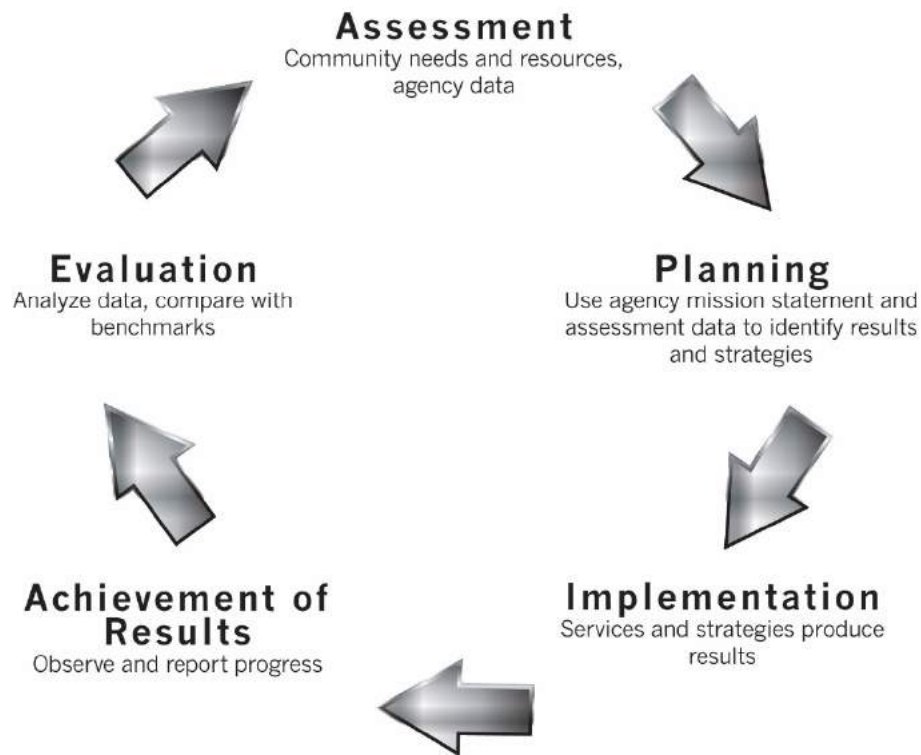 Assessment
Community needs and resources,
agency data
Planning
Use agency mission statement and
assessment data to identify results
and strategies
Implementation
Services and strategies produce
results
Achievement of
Results
Observe and report progress
Evaluation
Analyze data, compare with
benchmarks